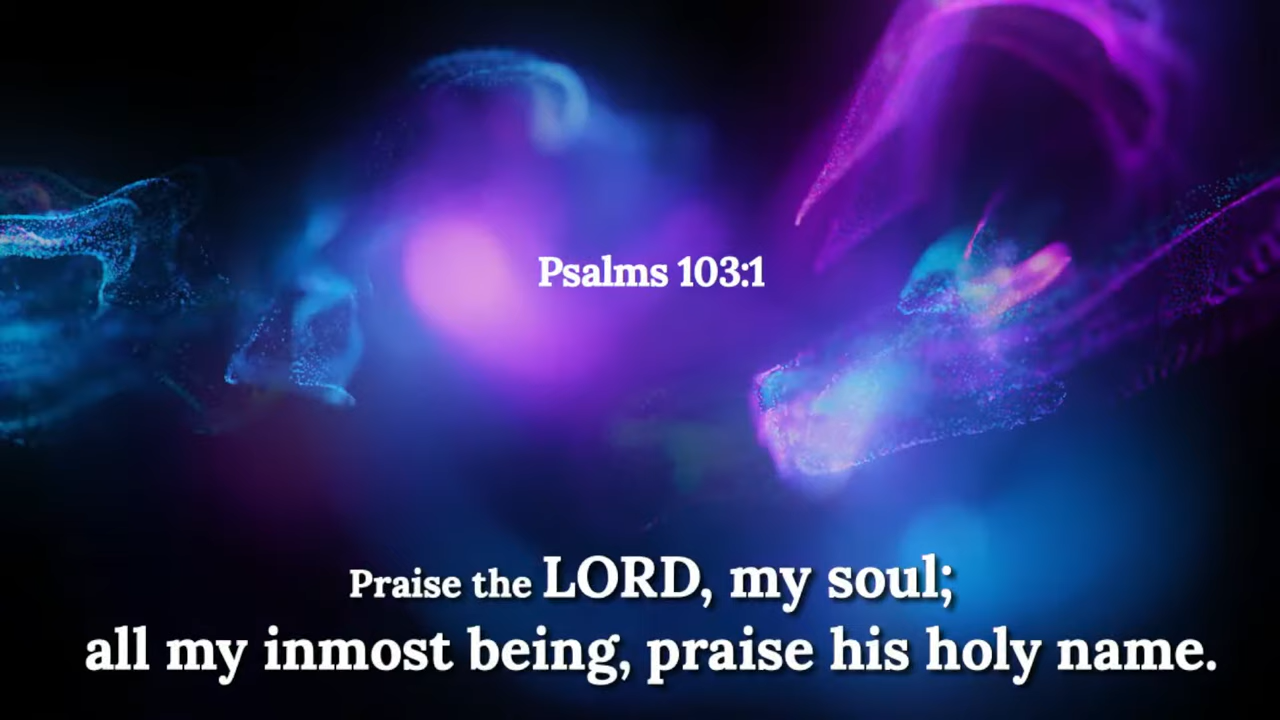 Psalms 103:1
Praise the LORD, my soul;
all my inmost being, praise his holy name.